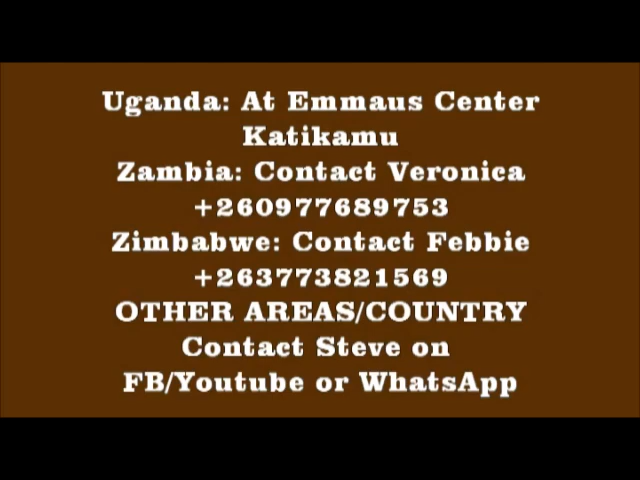 Uganda: At Emmaus Center
Katikamu
Zambia: Contact Veronica
+260977689753
Zimbabwe: Contact Febbie
+263773821569
OTHER AREAS/COUNTRY
Contact Steve on
FB/Youtube or WhatsApp